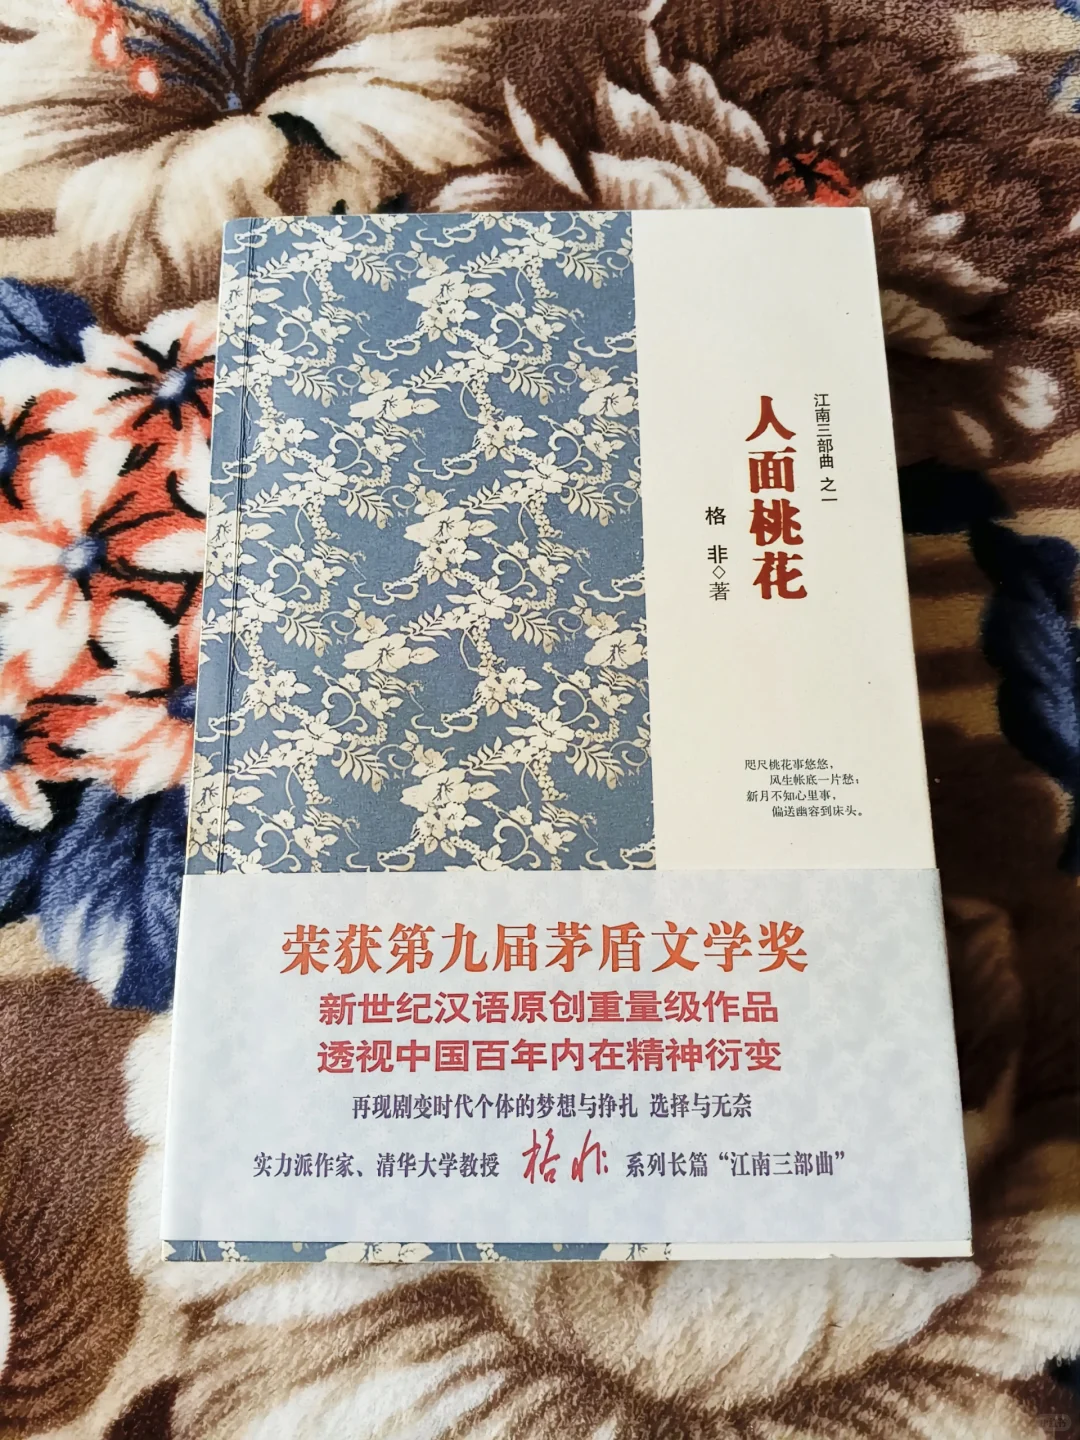 江南三部曲 之一
人面桃花
格 非◇著
咫尺桃花事悠悠，
风生帐底一片愁；
新月不知心里事，
偏送幽容到床头。
荣获第九届茅盾文学奖
新世纪汉语原创重量级作品
透视中国百年内在精神衍变
再现剧变时代个体的梦想与挣扎 选择与无奈
实力派作家、清华大学教授 格非 系列长篇“江南三部曲”